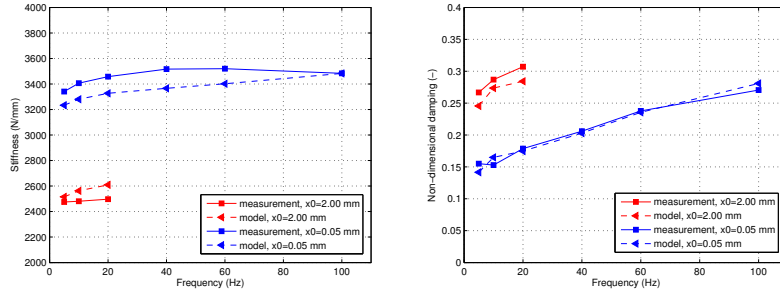 4000
3800
3600
3400
3200
3000
2800
2600
2400
2200
2000
Stiffness (N/mm)
0 20 40 60 80 100
Frequency (Hz)
measurement, x0=2.00 mm
model, x0=2.00 mm
measurement, x0=0.05 mm
model, x0=0.05 mm
0.4
0.35
0.3
0.25
0.2
0.15
0.1
0.05
0
Non-dimensional damping (–)
0 20 40 60 80 100
Frequency (Hz)
measurement, x0=2.00 mm
model, x0=2.00 mm
measurement, x0=0.05 mm
model, x0=0.05 mm